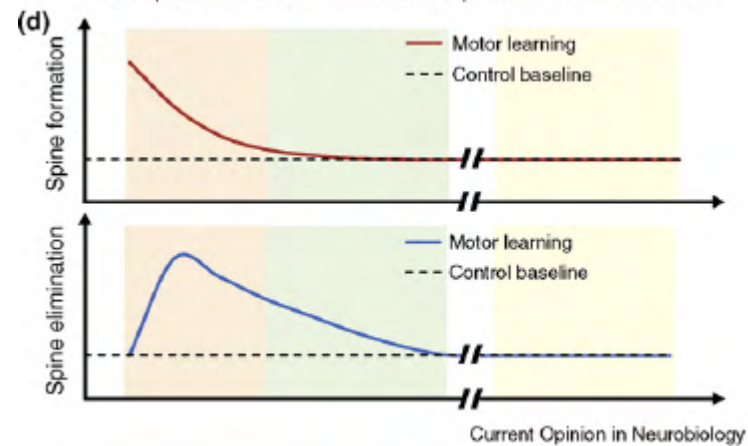 (d)
Spine formation
Motor learning
Control baseline
Spine elimination
Motor learning
Control baseline
Current Opinion in Neurobiology